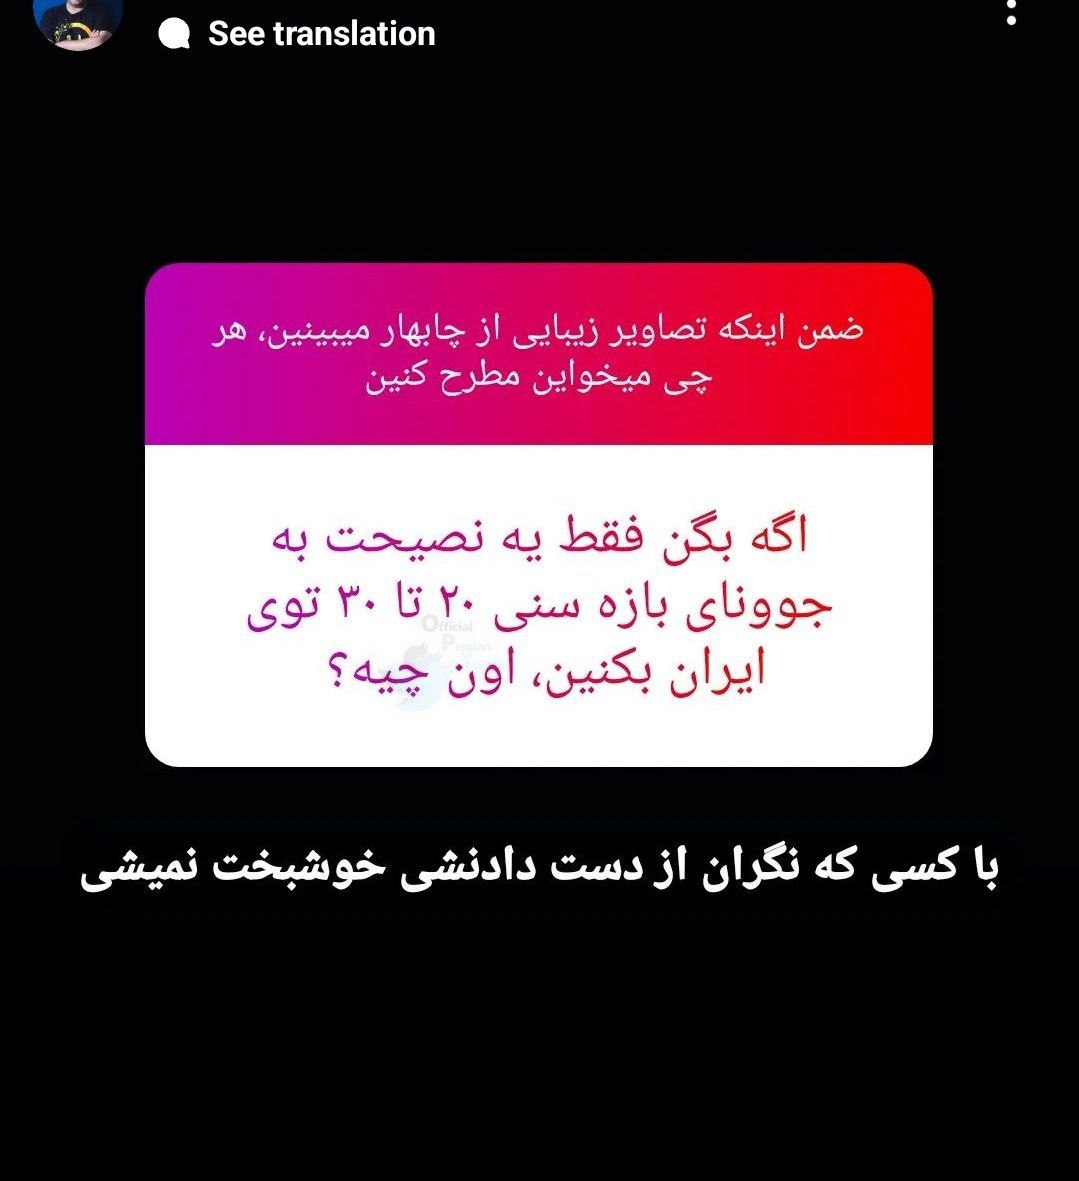 See translation
ضمن اینکه تصاویر زیبایی از چابهار میبینین، هر
چی میخواین مطرح کنین
اگه بگن فقط یه نصیحت به
جوونای بازه سنی ۲۰ تا ۳۰ توی
ایران بکنین، اون چیه؟
Official
Persian
با کسی که نگران از دست دادنشی خوشبخت نمیشی